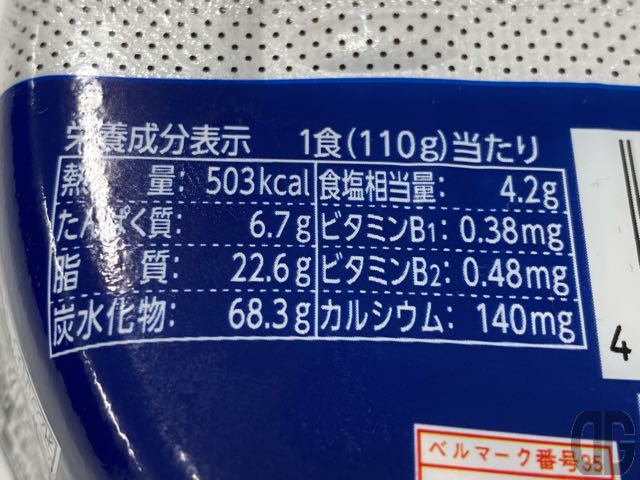 栄養成分表示 1食(110g)当たり
熱量: 503kcal 食塩相当量: 4.2g
たんぱく質: 6.7g ビタミンB1: 0.38mg
脂質: 22.6g ビタミンB2: 0.48mg
炭水化物: 68.3g カルシウム: 140mg
4
ベルマーク番号35